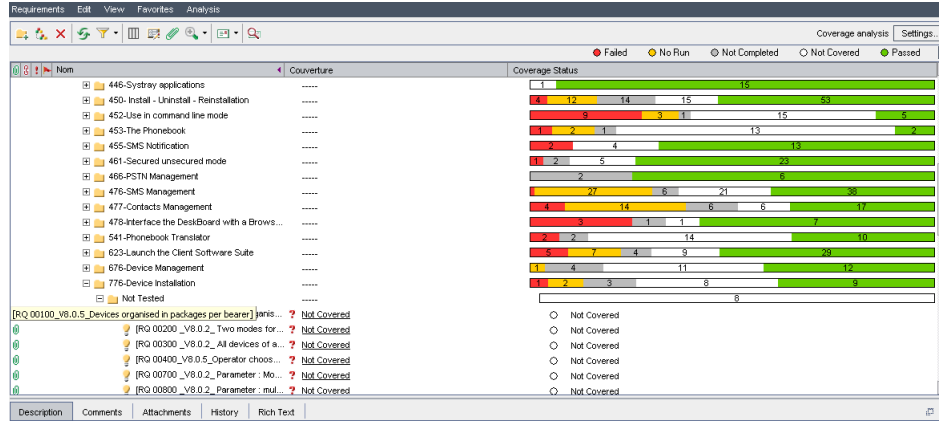 Requirements Edit View Favorites Analysis
Coverage analysis Settings...
Failed No Run Not Completed Not Covered Passed
Nom Couverture Coverage Status
446-Systray applications ----- 1 15
450- Install - Uninstall - Reinstallation ----- 4 12 14 15 53
452-Use in command line mode ----- 9 3 1 15 5
453-The Phonebook ----- 1 2 1 13 2
455-SMS Notification ----- 2 4 13
461-Secured unsecured mode ----- 1 2 5 23
466-PSTN Management ----- 2 6
476-SMS Management ----- 27 6 21 38
477-Contacts Management ----- 4 14 6 6 17
478-Interface the DeskBoard with a Brows... ----- 3 1 1 7
541-Phonebook Translator ----- 2 2 14 10
623-Launch the Client Software Suite ----- 5 7 4 9 29
676-Device Management ----- 1 4 11 12
776-Device Installation ----- 1 2 3 8 9
Not Tested ----- 8
[RQ 00100_V8.0.5_Devices organised in packages per bearer] ganis... ? Not Covered Not Covered
[RQ 00200 _V8.0.2_ Two modes for... ? Not Covered Not Covered
[RQ 00300 _V8.0.2_ All devices of a... ? Not Covered Not Covered
[RQ 00400 _V8.0.5_Operator choos... ? Not Covered Not Covered
[RQ 00700 _V8.0.2_ Parameter : Mo... ? Not Covered Not Covered
[RQ 00800 _V8.0.2_ Parameter : mul... ? Not Covered Not Covered
Description Comments Attachments History Rich Text